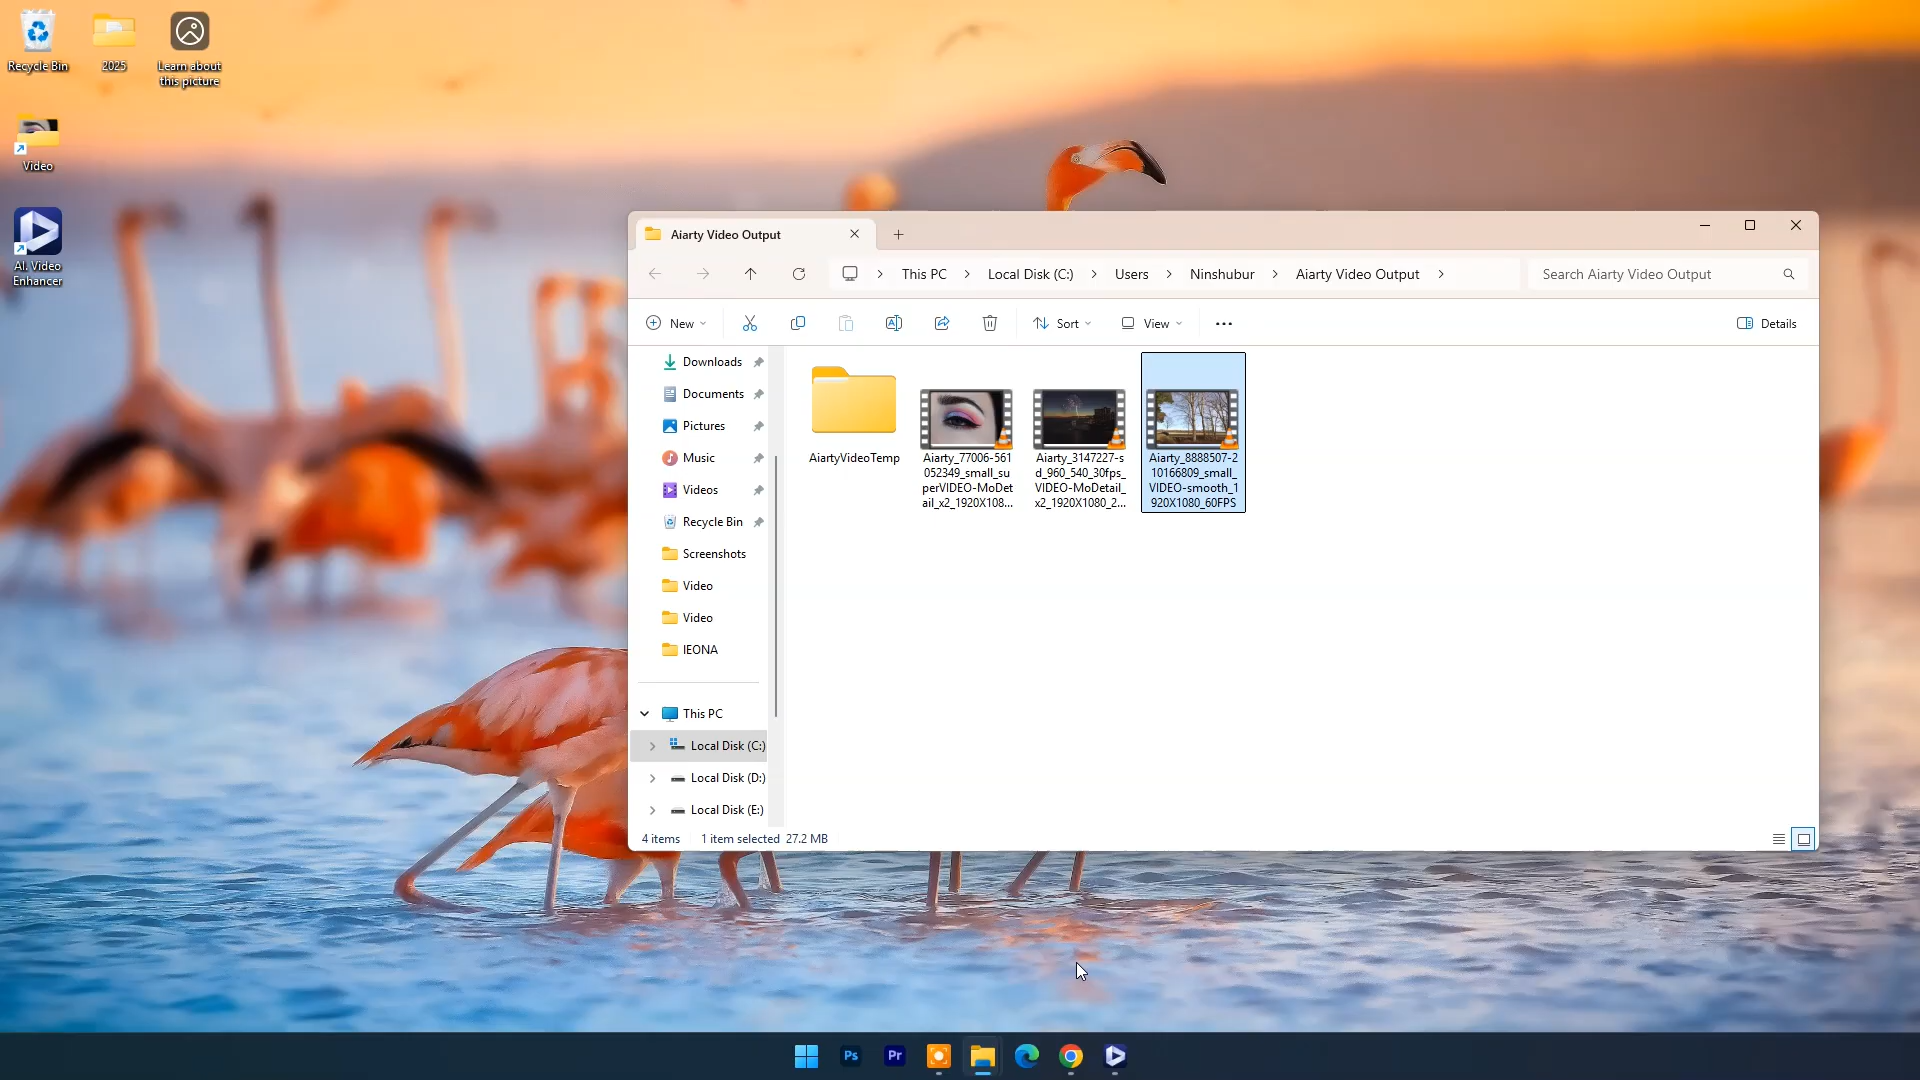 Recycle Bin
2025
Learn about
this picture
Video
AI. Video
Enhancer
Aiarty Video Output
This PC
Local Disk (C:)
Users
Ninshubur
Aiarty Video Output
Search Aiarty Video Output
New
Sort
View
Details
Downloads
Documents
Pictures
Music
Videos
Recycle Bin
Screenshots
Video
Video
IEONA
This PC
Local Disk (C:)
Local Disk (D:)
Local Disk (E:)
AiartyVideoTemp
Aiarty_77006-561
052349_small_su
perVIDEO-MoDet
ail_x2_1920X108...
Aiarty_3147227-s
d_960_540_30fps_
VIDEO-MoDetail_
x2_1920X1080_2...
Aiarty_8888507-2
10166809_small_
VIDEO-smooth_1
920X1080_60FPS
4 items
1 item selected 27.2 MB
Ps
Pr